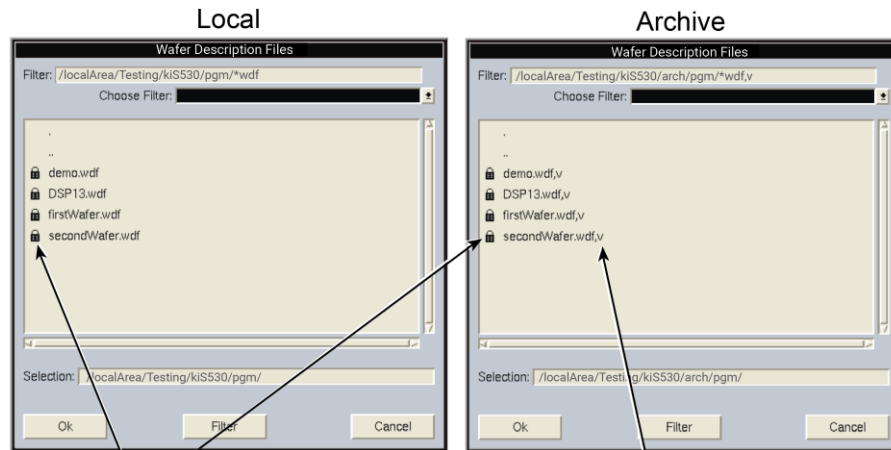 Local
Wafer Description Files
Filter: /localArea/Testing/kiS530/pgm/*wdf
Choose Filter:
.
..
demo.wdf
DSP13.wdf
firstWafer.wdf
secondWafer.wdf
Selection: /localArea/Testing/kiS530/pgm/
Ok
Filter
Cancel
Archive
Wafer Description Files
Filter: /localArea/Testing/kiS530/arch/pgm/*wdf,v
Choose Filter:
.
..
demo.wdf,v
DSP13.wdf,v
firstWafer.wdf,v
secondWafer.wdf,v
Selection: /localArea/Testing/kiS530/arch/pgm/
Ok
Filter
Cancel